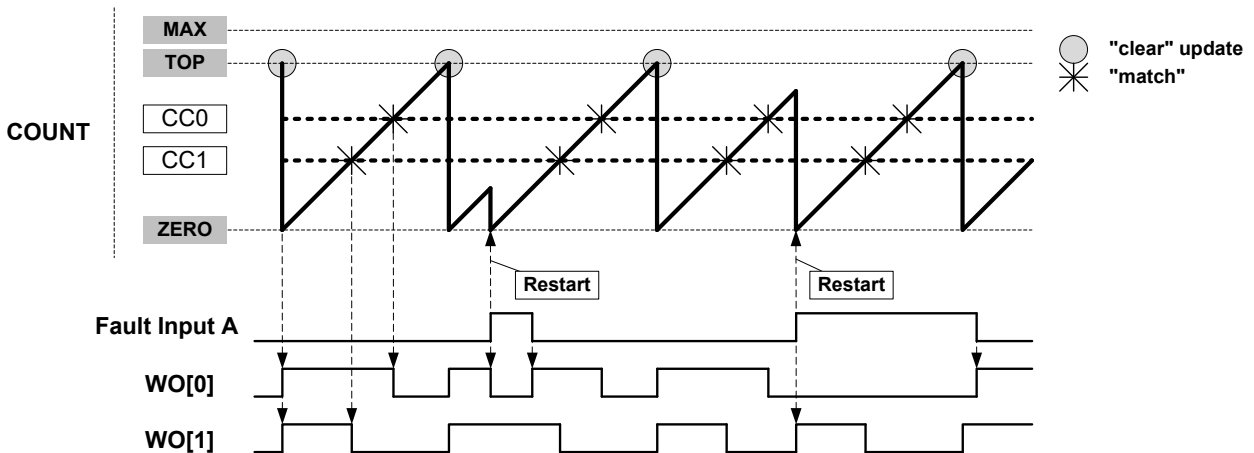 MAX
"clear" update
TOP
"match"
CC0
COUNT
CC1
ZERO
Restart
Restart
Fault Input A
WO[0]
WO[1]